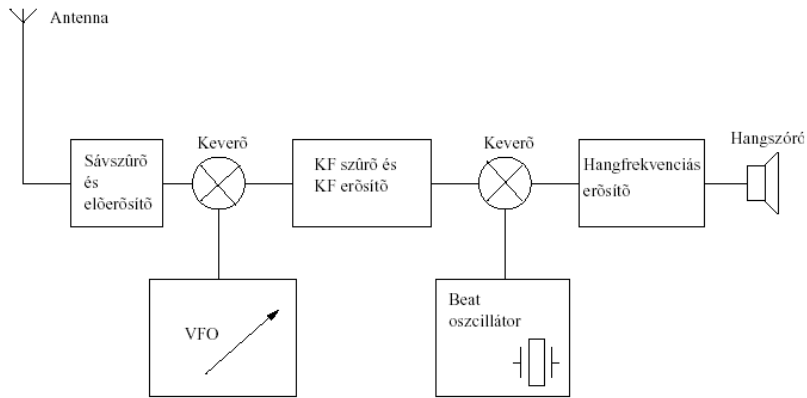 Antenna
Sávszûrõ
és
elõerõsítõ
Keverõ
KF szûrõ és
KF erõsítõ
Keverõ
Hangfrekvenciás
erõsítõ
Hangszóró
VFO
Beat
oszcillátor